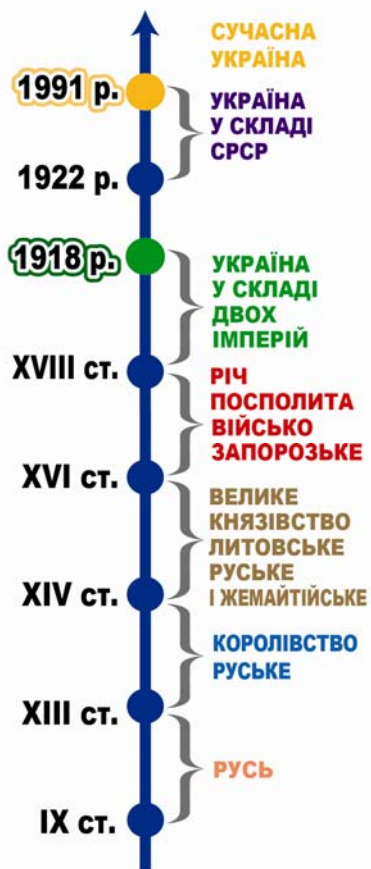 СУЧАСНА
УКРАЇНА
1991 р.
УКРАЇНА
У СКЛАДІ
СРСР
1922 р.
1918 р.
УКРАЇНА
У СКЛАДІ
ДВОХ
ІМПЕРІЙ
XVIII ст.
РІЧ
ПОСПОЛИТА
ВІЙСЬКО
ЗАПОРОЗЬКЕ
XVI ст.
ВЕЛИКЕ
КНЯЗІВСТВО
ЛИТОВСЬКЕ
РУСЬКЕ
І ЖЕМАЙТІЙСЬКЕ
XIV ст.
КОРОЛІВСТВО
РУСЬКЕ
XIII ст.
РУСЬ
IX ст.